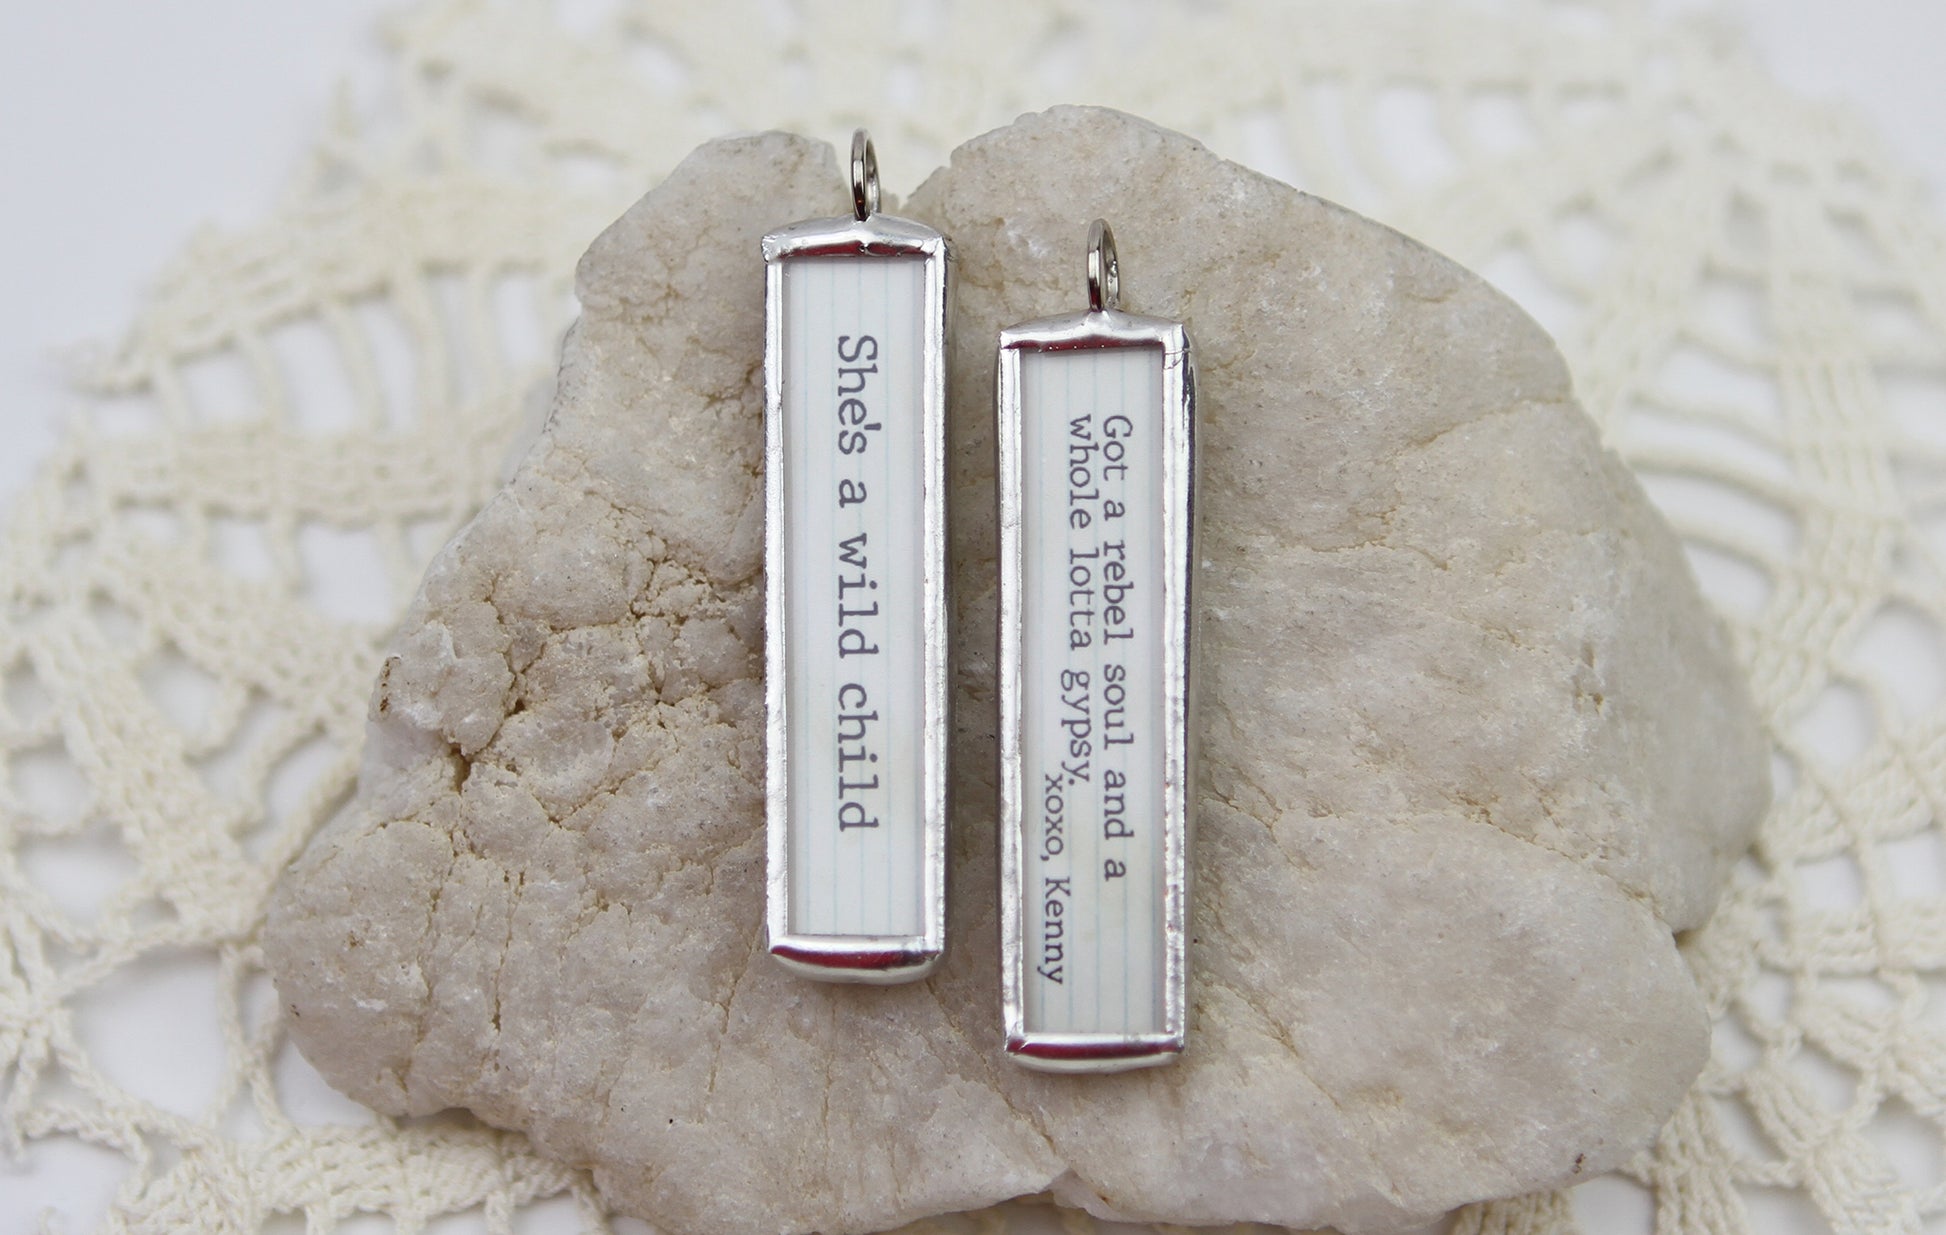 She's a wild child
Got a rebel soul and a
whole lotta gypsy.
xoxo, Kenny